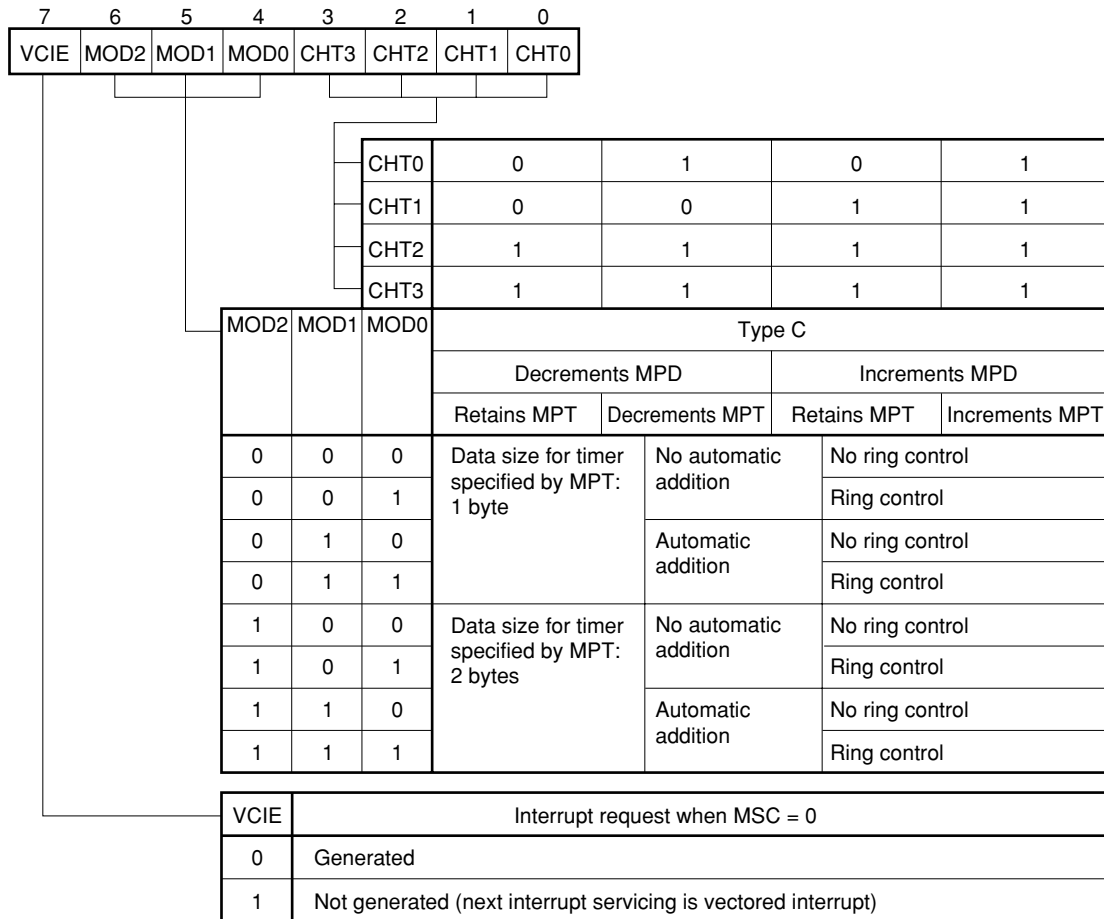 7 6 5 4 3 2 1 0
VCIE MOD2 MOD1 MOD0 CHT3 CHT2 CHT1 CHT0
CHT0 0 1 0 1
CHT1 0 0 1 1
CHT2 1 1 1 1
CHT3 1 1 1 1
MOD2 MOD1 MOD0 Type C
Decrements MPD Increments MPD
Retains MPT Decrements MPT Retains MPT Increments MPT
0 0 0 Data size for timer No automatic No ring control
specified by MPT: addition
0 0 1 1 byte Ring control
0 1 0 Automatic No ring control
addition
0 1 1 Ring control
1 0 0 Data size for timer No automatic No ring control
specified by MPT: addition
1 0 1 2 bytes Ring control
1 1 0 Automatic No ring control
addition
1 1 1 Ring control
VCIE Interrupt request when MSC = 0
0 Generated
1 Not generated (next interrupt servicing is vectored interrupt)